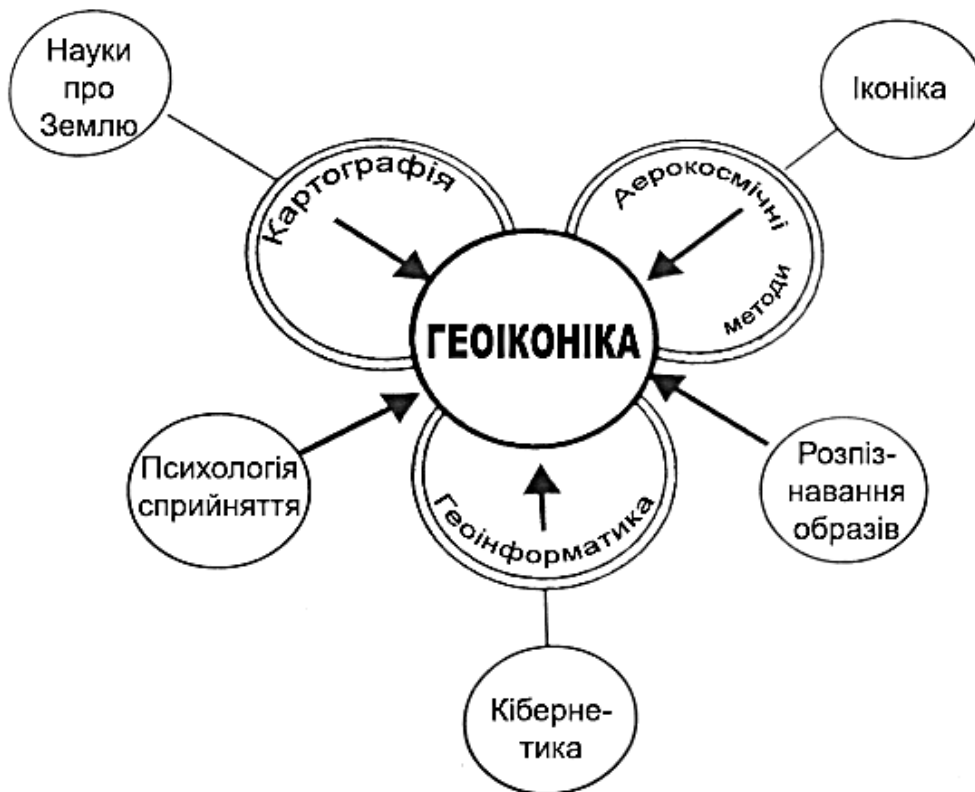 Науки
про
Землю
Іконіка
Картографія
Аерокосмічні
методи
ГЕОІКОНІКА
Психологія
сприйняття
Розпіз-
навання
образів
Геоінформатика
Кіберне-
тика